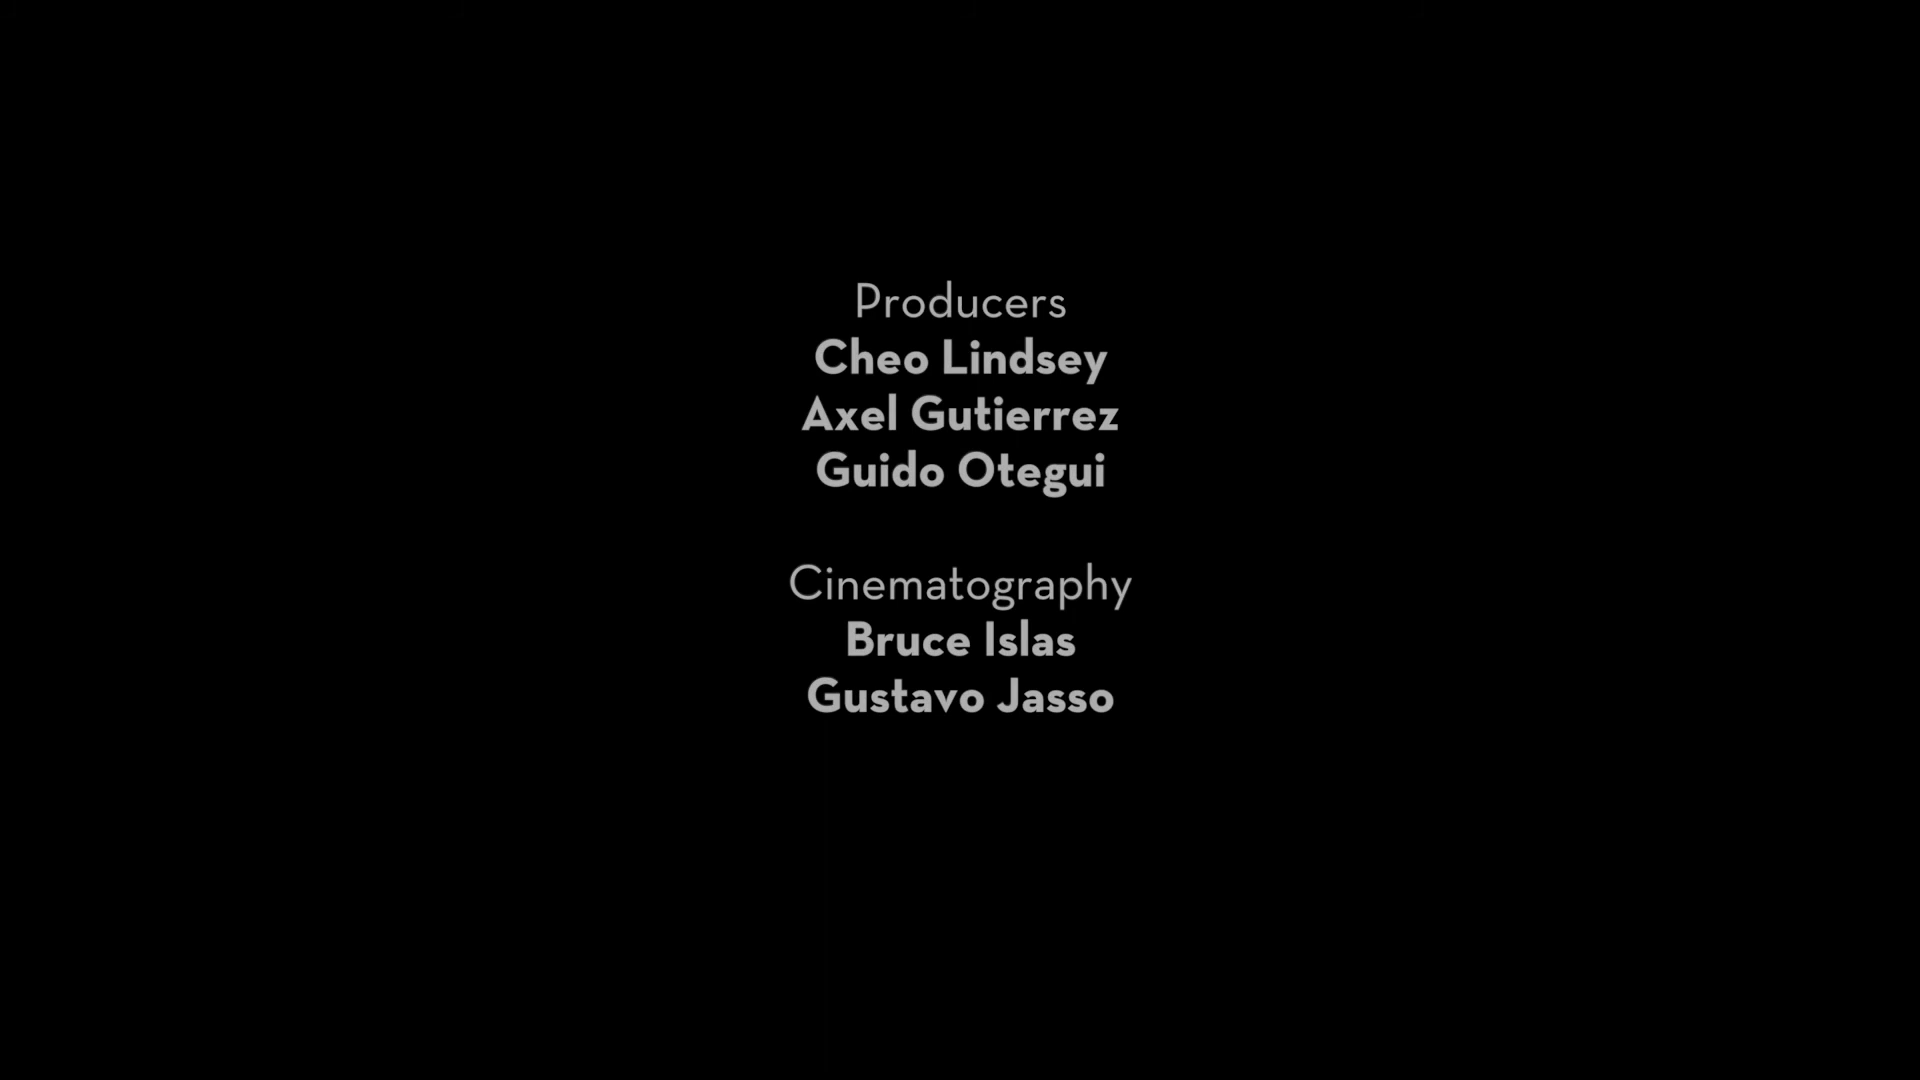 Producers
Cheo Lindsey
Axel Gutierrez
Guido Otegui
Cinematography
Bruce Islas
Gustavo Jasso